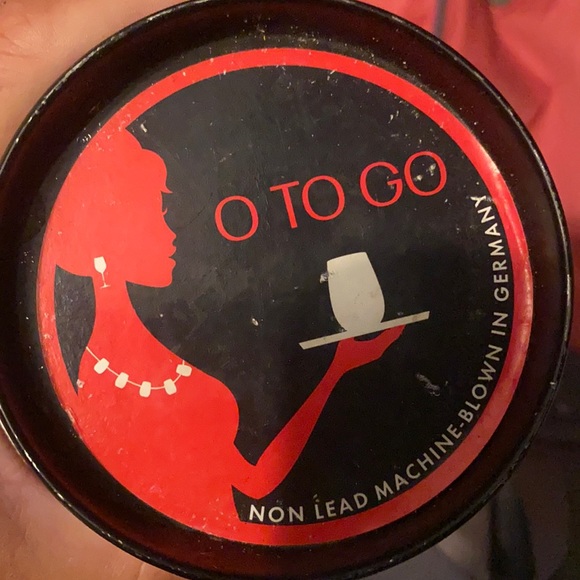 O TO GO
NON LEAD MACHINE-BLOWN IN GERMANY